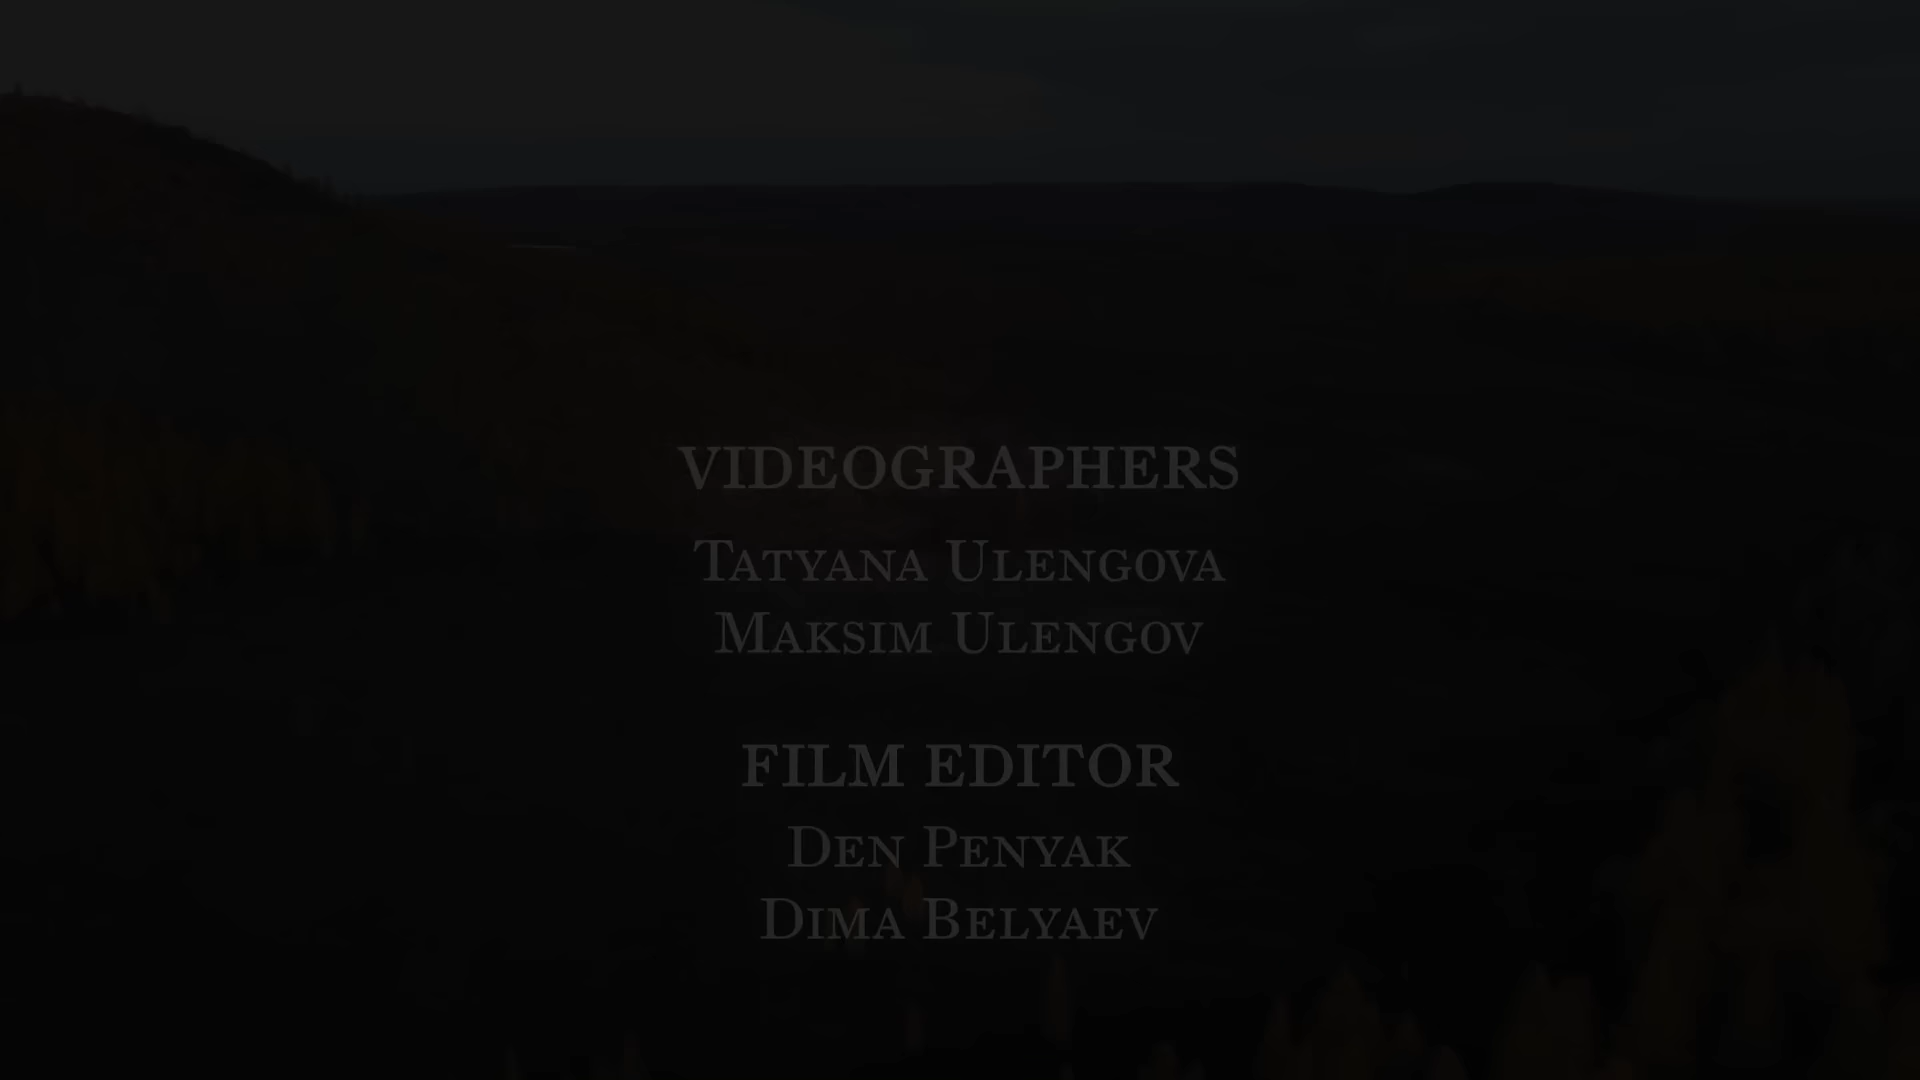 VIDEOGRAPHERS
TATYANA ULENGOVA
MAKSIM ULENGOV
FILM EDITOR
DEN PENYAK
DIMA BELYAEV